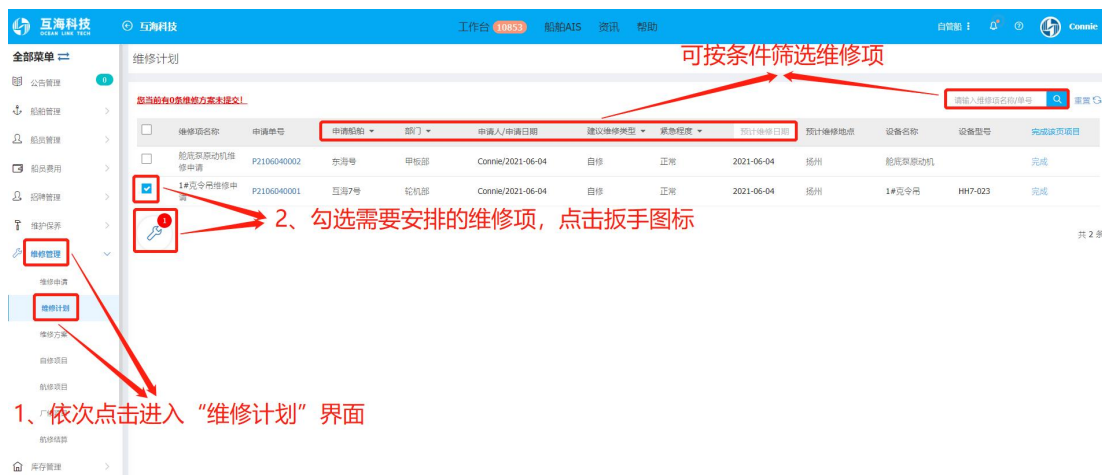 互海科技
OCEAN LINK TECH
互海科技
工作台 10853 船舶AIS 资讯 帮助
自管船
Connie
全部菜单
维修计划
可按条件筛选维修项
公告管理 0
船舶管理
船员管理
船员费用
招聘管理
维护保养
维修管理
维修申请
维修计划
维修方案
自修项目
航修项目
航修结算
库存管理
您当前有0条维修方案未提交!
请输入维修项名称/单号
重置
维修项名称 申请单号 申请船舶 部门 申请人/申请日期 建议维修类型 紧急程度 预计维修日期 预计维修地点 设备名称 设备型号 完成该页项目
舱底泵原动机维修申请 P2106040002 东海号 甲板部 Connie/2021-06-04 自修 正常 2021-06-04 扬州 舱底泵原动机 完成
1#克令吊维修申请 P2106040001 互海7号 轮机部 Connie/2021-06-04 自修 正常 2021-06-04 扬州 1#克令吊 HH7-023 完成
1
2、勾选需要安排的维修项，点击扳手图标
共 2 条
1、依次点击进入“维修计划”界面